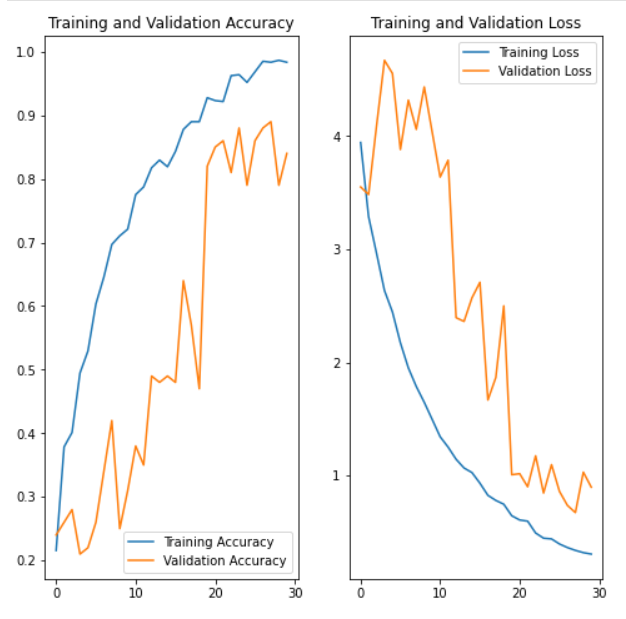 Training and Validation Accuracy
1.0
0.9
0.8
0.7
0.6
0.5
0.4
0.3
0.2
Training Accuracy
Validation Accuracy
0 10 20 30
Training and Validation Loss
Training Loss
Validation Loss
4
3
2
1
0 10 20 30